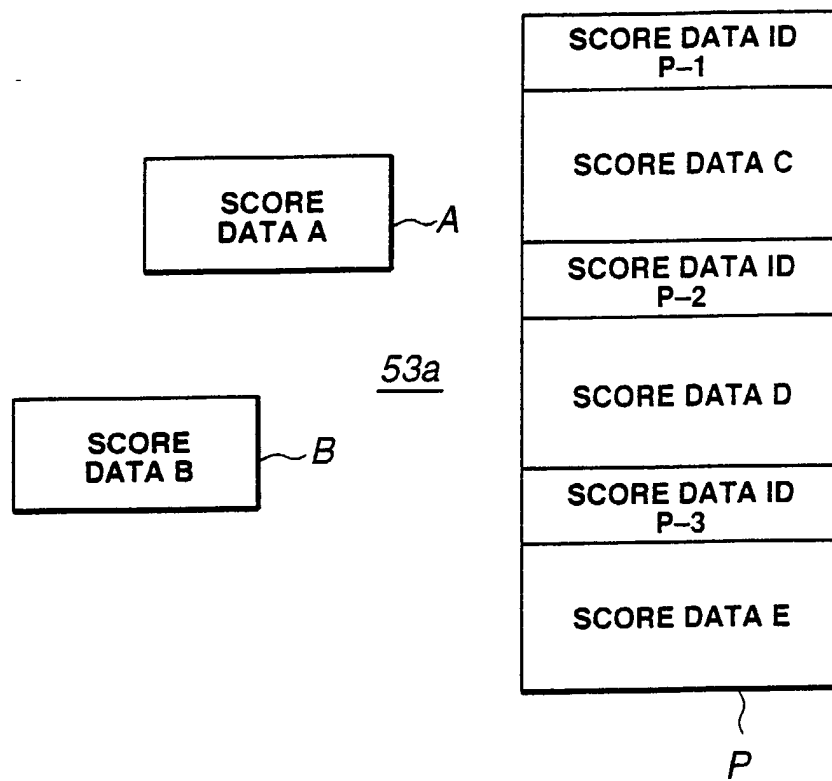 SCORE DATA ID
P–1
SCORE DATA C
SCORE
DATA A
A
SCORE DATA ID
P–2
53a
SCORE DATA D
SCORE
DATA B
B
SCORE DATA ID
P–3
SCORE DATA E
P